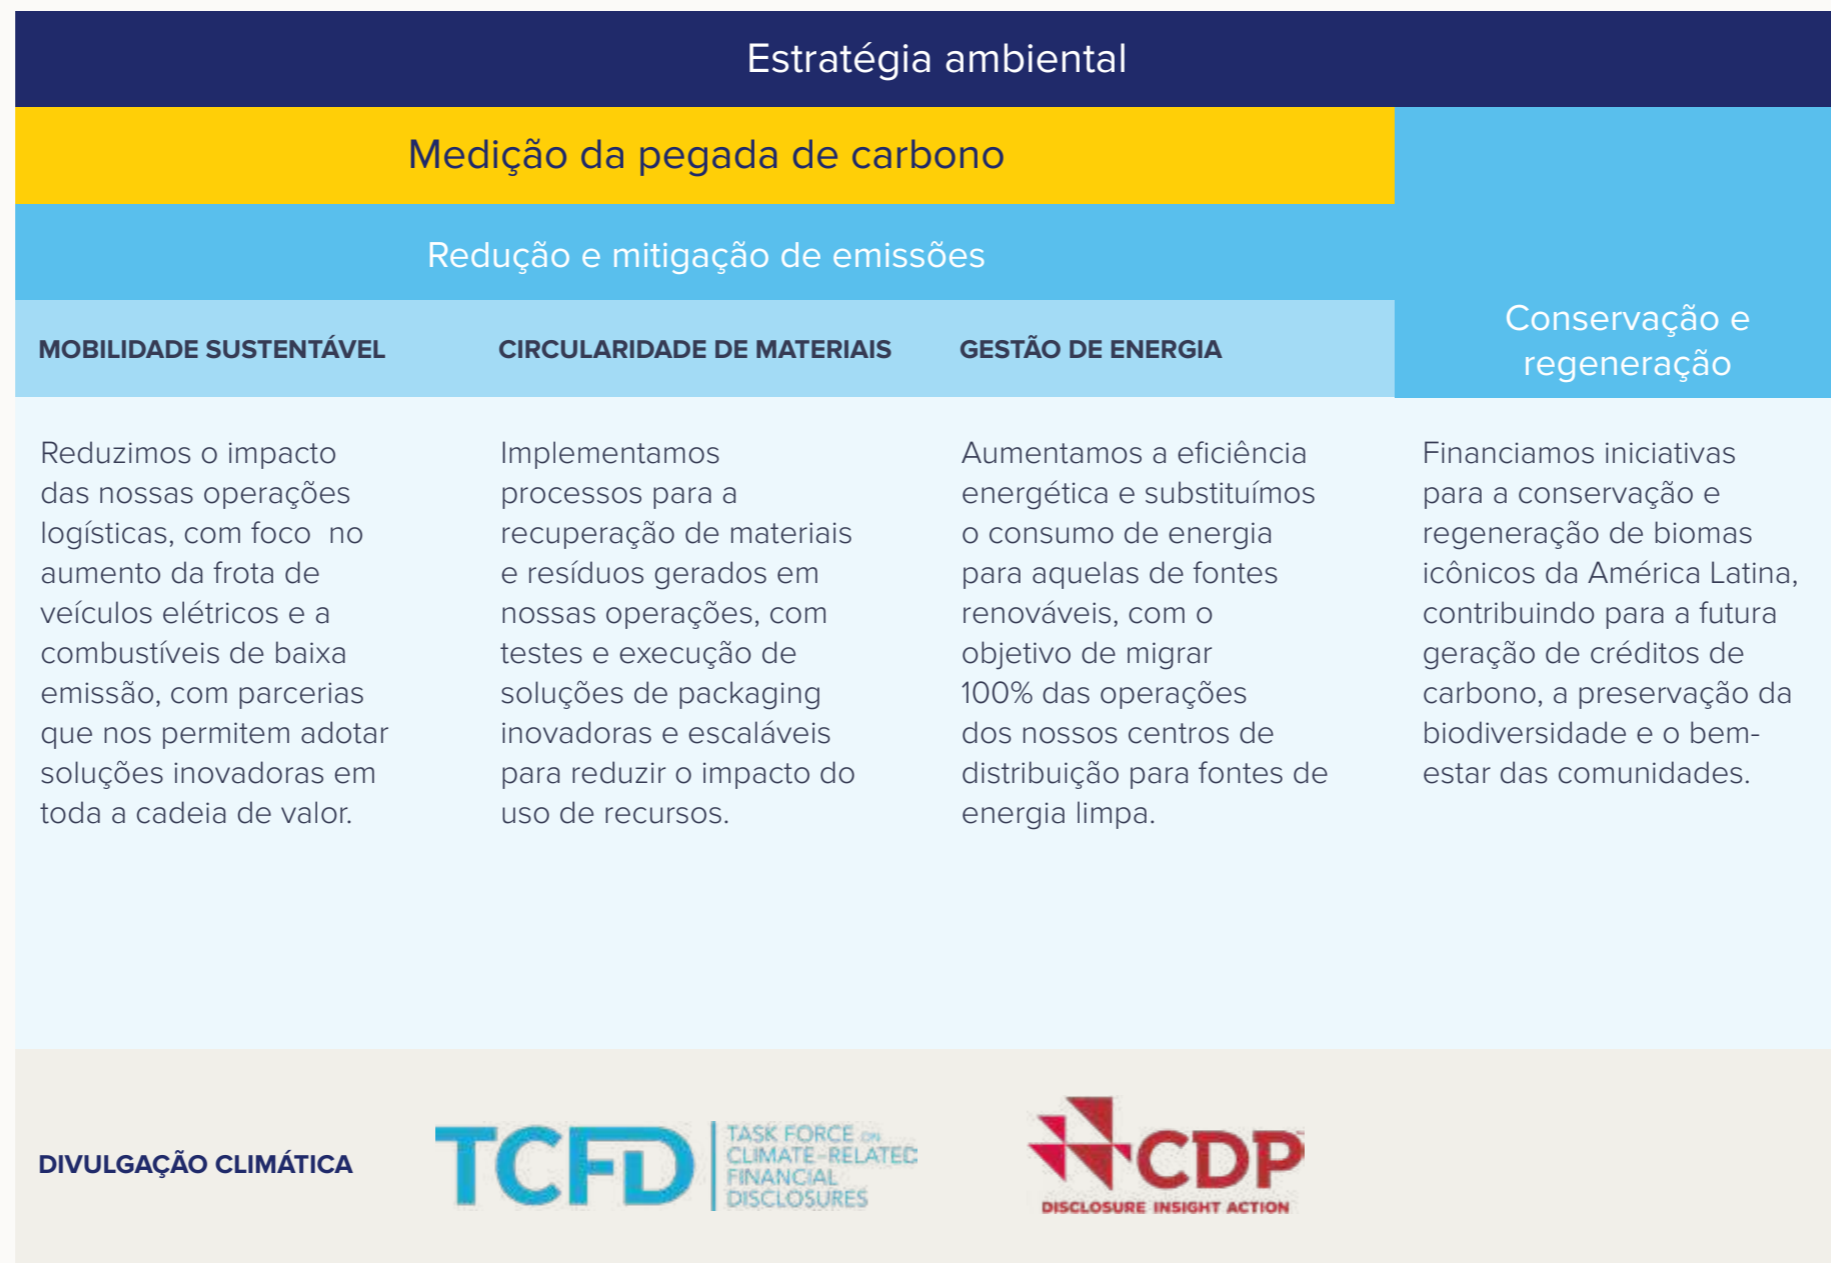 Estratégia ambiental
Medição da pegada de carbono
Redução e mitigação de emissões
Conservação e
regeneração
MOBILIDADE SUSTENTÁVEL
CIRCULARIDADE DE MATERIAIS
GESTÃO DE ENERGIA
Reduzimos o impacto
das nossas operações
logísticas, com foco no
aumento da frota de
veículos elétricos e a
combustíveis de baixa
emissão, com parcerias
que nos permitem adotar
soluções inovadoras em
toda a cadeia de valor.
Implementamos
processos para a
recuperação de materiais
e resíduos gerados em
nossas operações, com
testes e execução de
soluções de packaging
inovadoras e escaláveis
para reduzir o impacto do
uso de recursos.
Aumentamos a eficiência
energética e substituímos
o consumo de energia
para aquelas de fontes
renováveis, com o
objetivo de migrar
100% das operações
dos nossos centros de
distribuição para fontes de
energia limpa.
Financiamos iniciativas
para a conservação e
regeneração de biomas
icônicos da América Latina,
contribuindo para a futura
geração de créditos de
carbono, a preservação da
biodiversidade e o bem-
estar das comunidades.
DIVULGAÇÃO CLIMÁTICA
TCFD
TASK FORCE ON
CLIMATE-RELATED
FINANCIAL
DISCLOSURES
CDP
DISCLOSURE INSIGHT ACTION